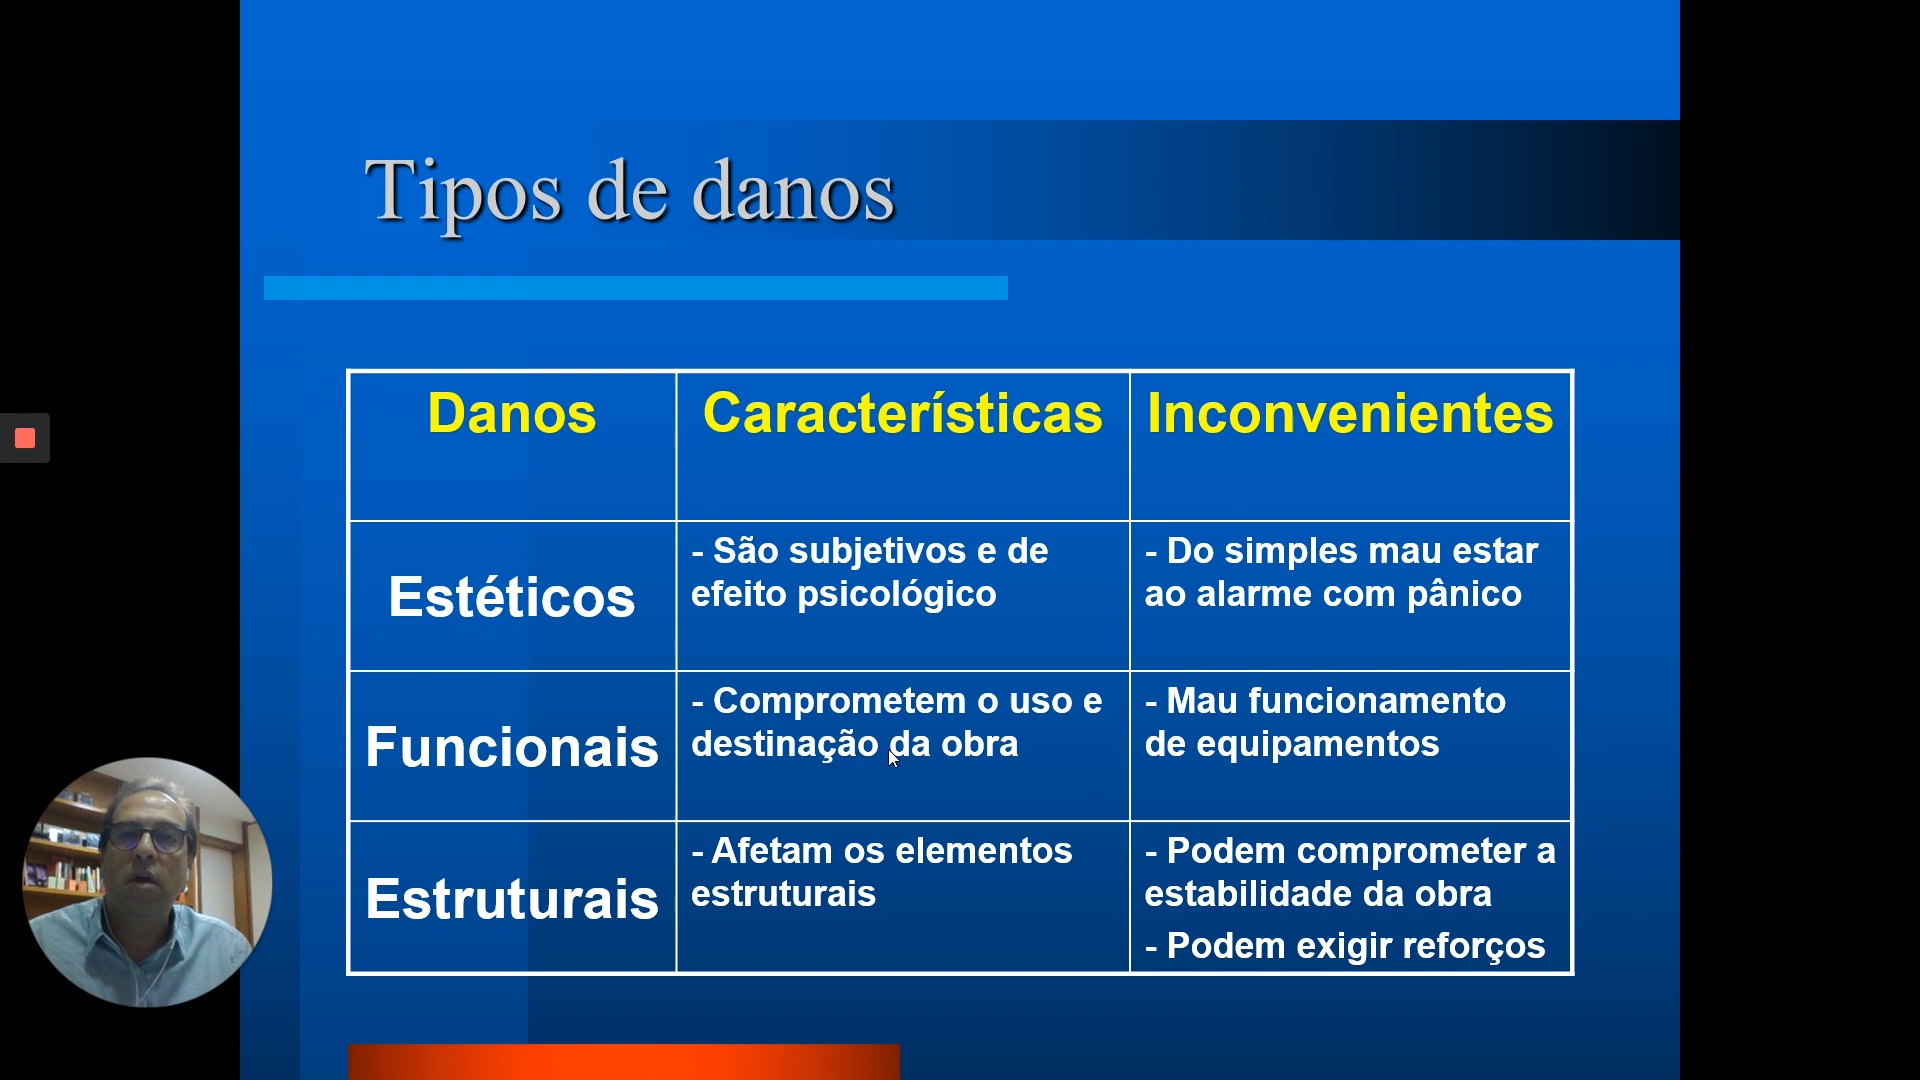 Tipos de danos
Danos
Características
Inconvenientes
Estéticos
- São subjetivos e de
efeito psicológico
- Do simples mau estar
ao alarme com pânico
Funcionais
- Comprometem o uso e
destinação da obra
- Mau funcionamento
de equipamentos
Estruturais
- Afetam os elementos
estruturais
- Podem comprometer a
estabilidade da obra
- Podem exigir reforços